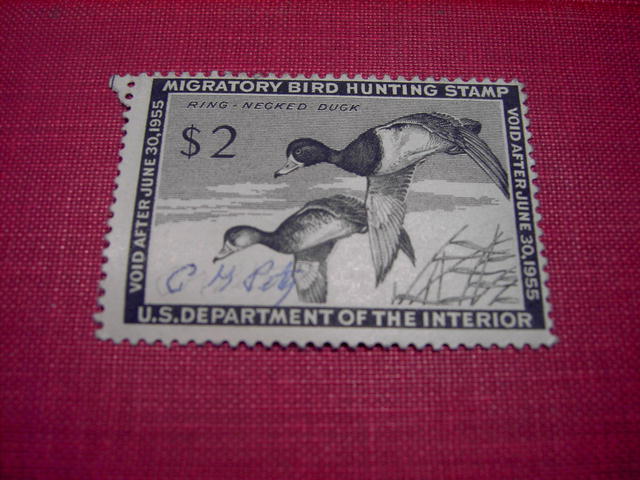 MIGRATORY BIRD HUNTING STAMP
RING-NECKED DUCK
$2
VOID AFTER JUNE 30, 1955
VOID AFTER JUNE 30, 1955
C G
U.S. DEPARTMENT OF THE INTERIOR